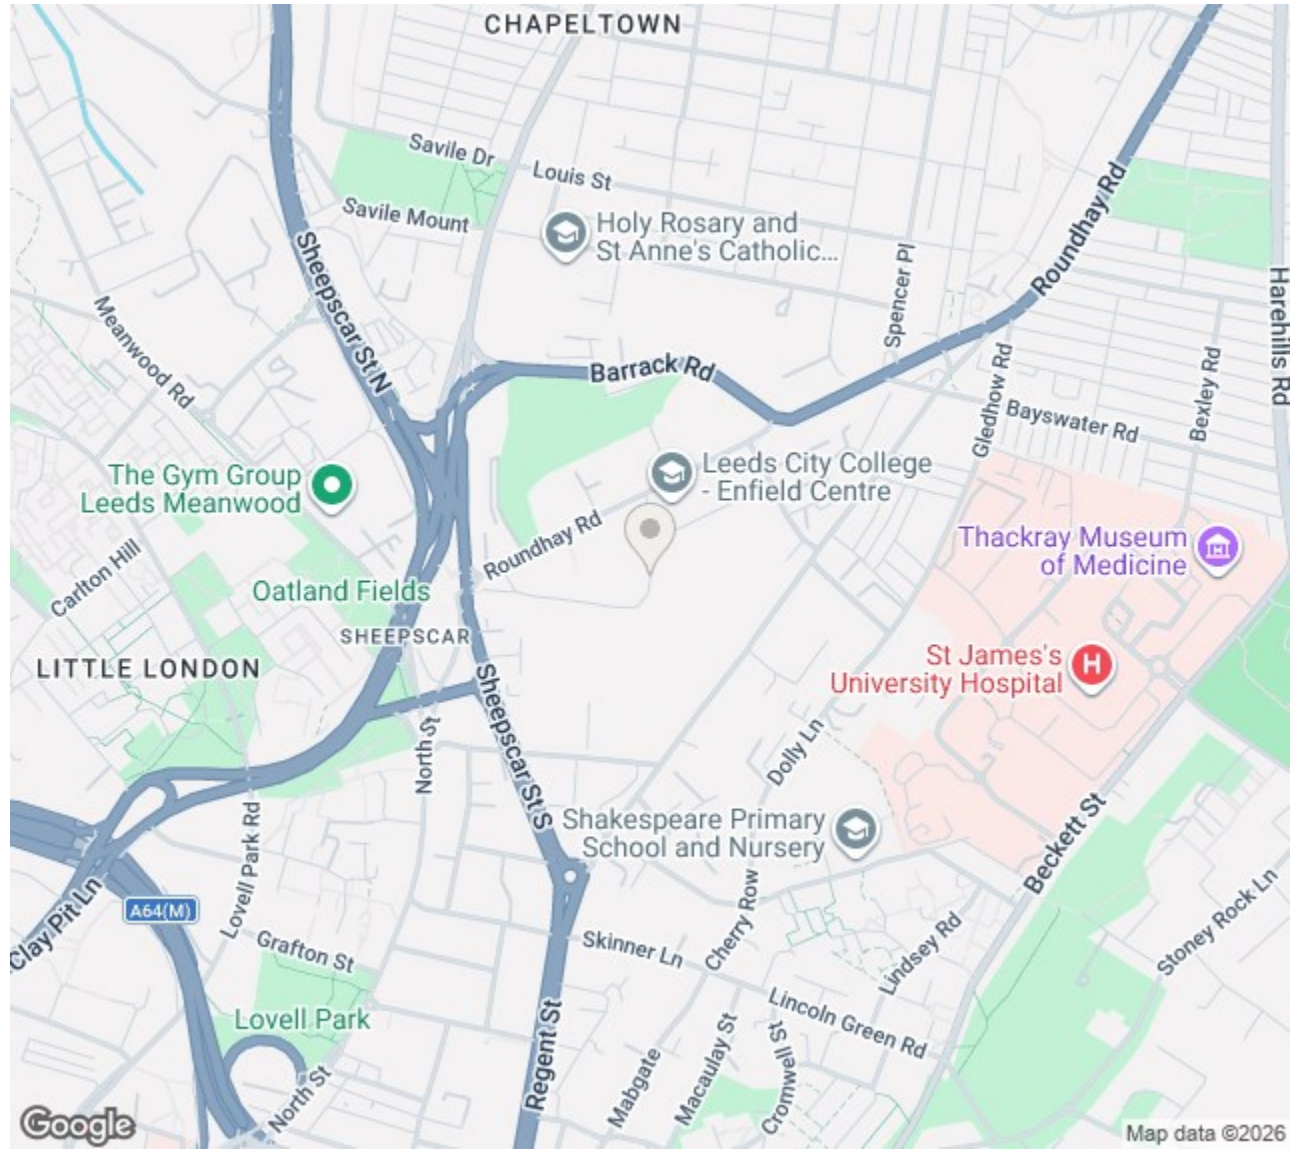 CHAPELTOWN
Savile Dr
Louis St
Savile Mount
Holy Rosary and
St Anne's Catholic...
Roundhay Rd
Sheepscar St N
Spencer Pl
Harehills Rd
Meanwood Rd
Barrack Rd
Gledhow Rd
Bexley Rd
Bayswater Rd
The Gym Group
Leeds Meanwood
Leeds City College
- Enfield Centre
Roundhay Rd
Thackray Museum
of Medicine
Carlton Hill
Oatland Fields
SHEEPSCAR
LITTLE LONDON
St James's
University Hospital
North St
Sheepscar St S
Dolly Ln
Shakespeare Primary
School and Nursery
Beckett St
Lovell Park Rd
A64(M)
Clay Pit Ln
Cherry Row
Stoney Rock Ln
Grafton St
Skinner Ln
Lindsey Rd
Lovell Park
Lincoln Green Rd
Regent St
North St
Mabgate
Macaulay St
Cromwell St
Google
Map data ©2026